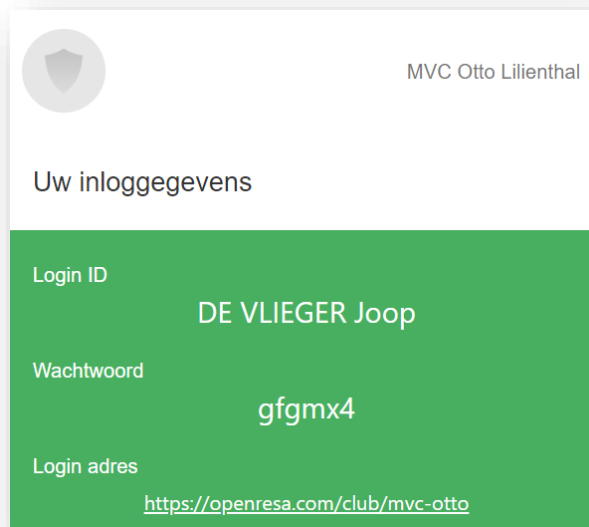 MVC Otto Lilienthal
Uw inloggegevens
Login ID
DE VLIEGER Joop
Wachtwoord
gfgmx4
Login adres
https://openresa.com/club/mvc-otto